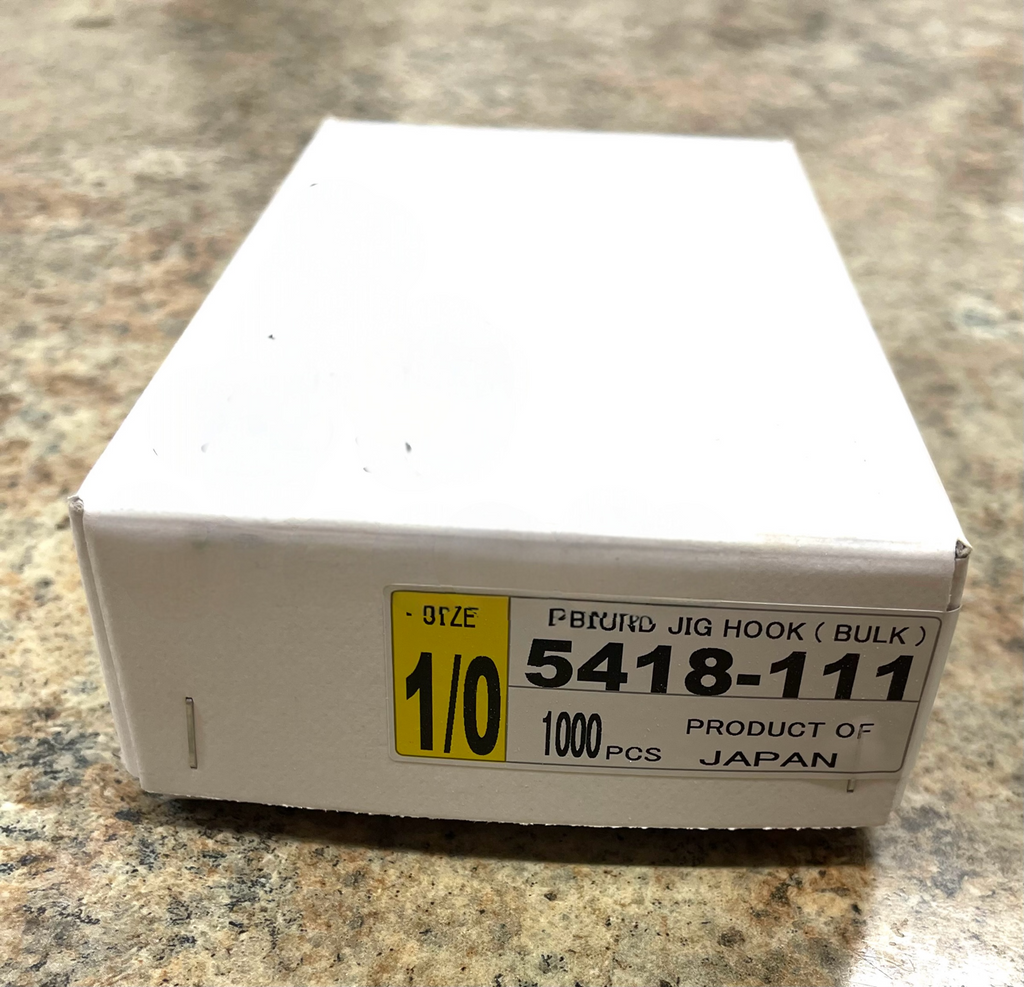 1/0
JIG HOOK ( BULK )
5418-111
1000 PCS
PRODUCT OF
JAPAN